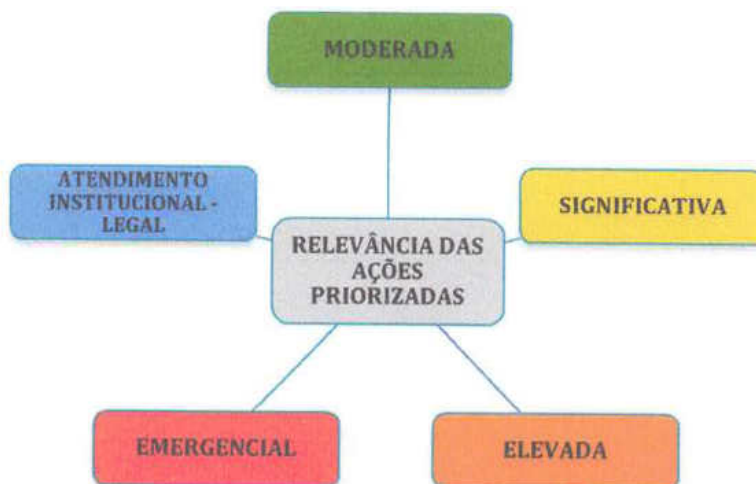 MODERADA
ATENDIMENTO
INSTITUCIONAL -
LEGAL
SIGNIFICATIVA
RELEVÂNCIA DAS
AÇÕES
PRIORIZADAS
EMERGENCIAL
ELEVADA